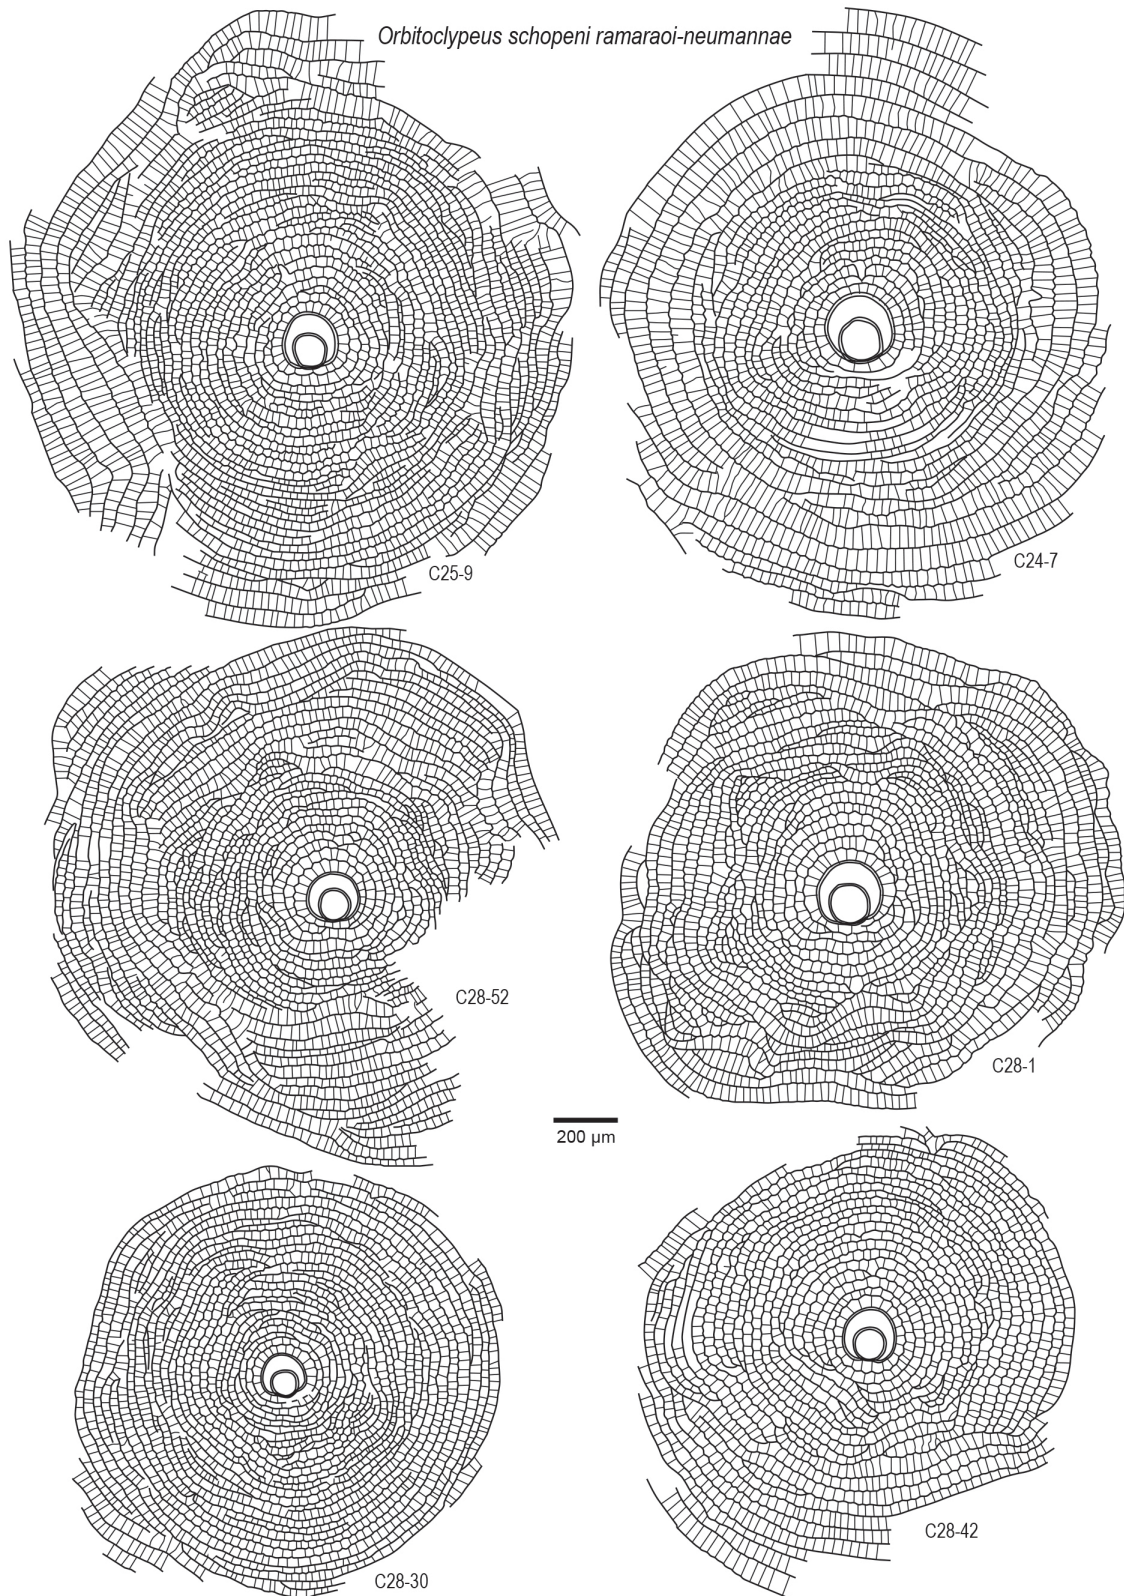 Orbitoclypeus schopeni ramaraoi-neumannae
C25-9
C24-7
C28-52
C28-1
200 µm
C28-42
C28-30